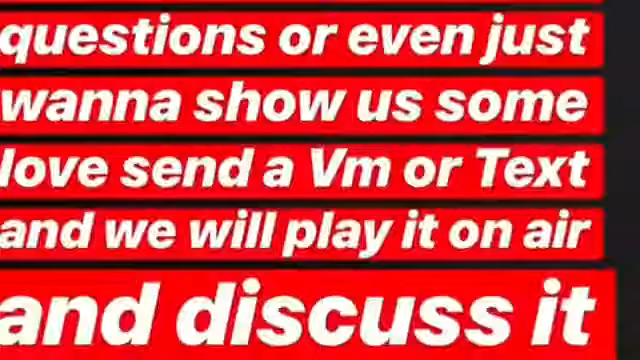 questions or even just
wanna show us some
love send a Vm or Text
and we will play it on air
and discuss it